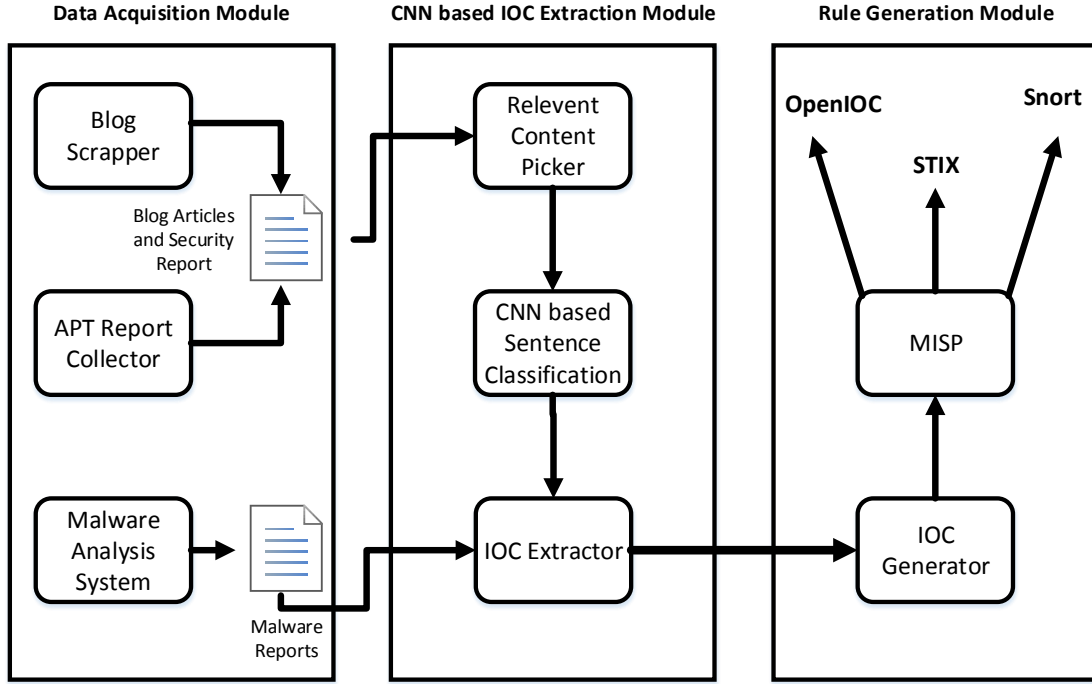 Data Acquisition Module
Blog
Scrapper
Blog Articles
and Security
Report
APT Report
Collector
Malware
Analysis
System
Malware
Reports
CNN based IOC Extraction Module
Relevent
Content
Picker
CNN based
Sentence
Classification
IOC Extractor
Rule Generation Module
OpenIOC
Snort
STIX
MISP
IOC
Generator